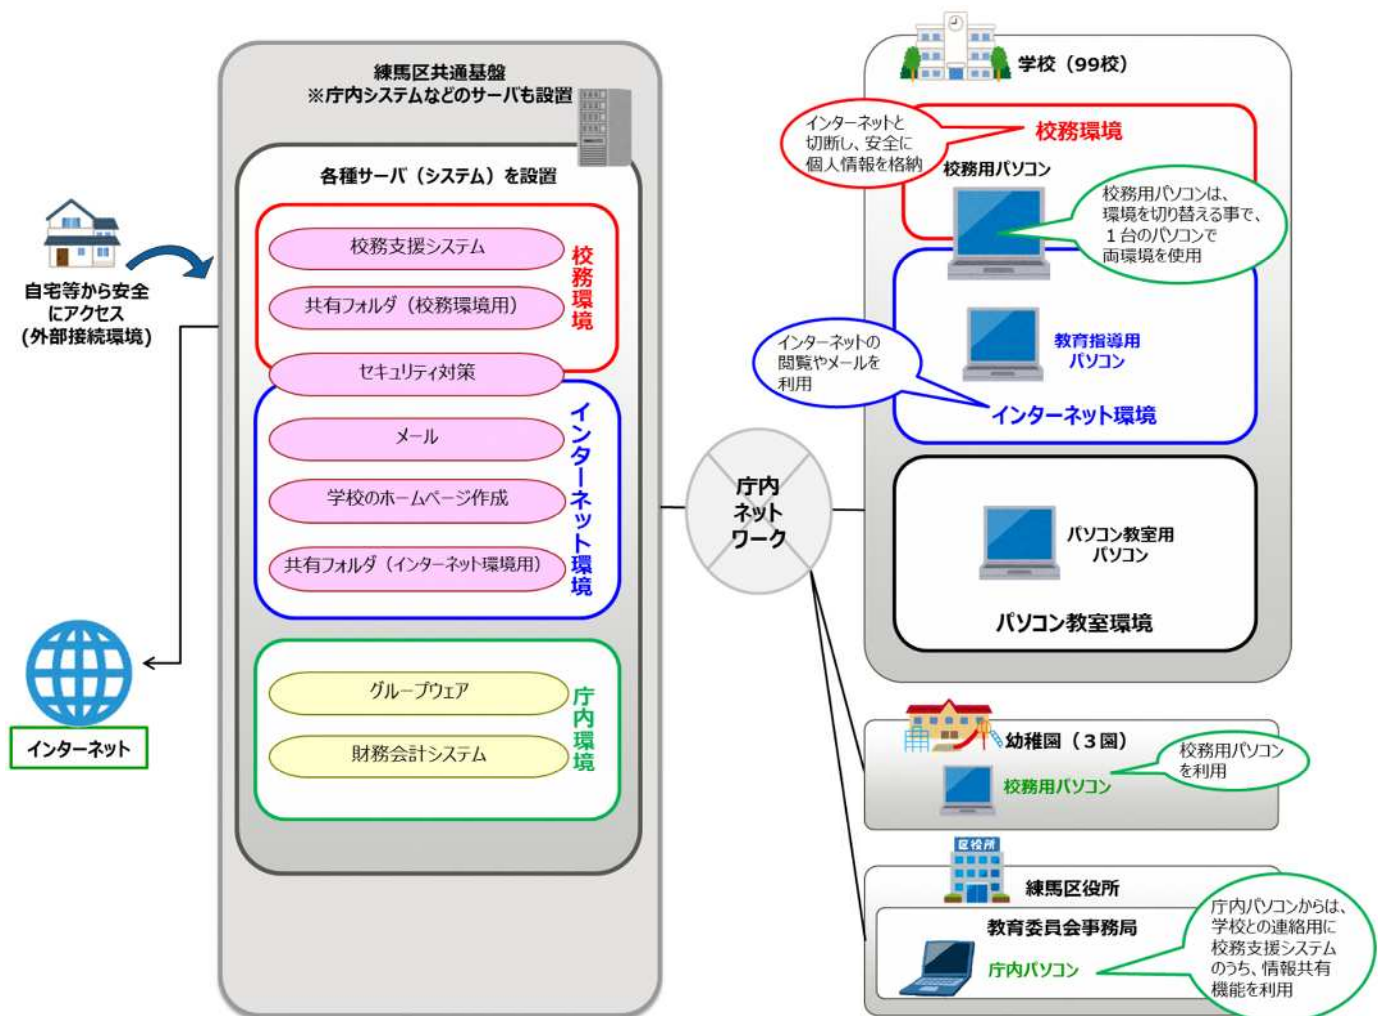 練馬区共通基盤
※庁内システムなどのサーバも設置
各種サーバ（システム）を設置
校務支援システム
共有フォルダ（校務環境用）
校務環境
セキュリティ対策
メール
学校のホームページ作成
共有フォルダ（インターネット環境用）
インターネット環境
グループウェア
財務会計システム
庁内環境
自宅等から安全
にアクセス
(外部接続環境)
インターネット
庁内
ネット
ワーク
学校（99校）
インターネットと
切断し、安全に
個人情報を格納
校務環境
校務用パソコン
校務用パソコンは、
環境を切り替える事で、
１台のパソコンで
両環境を使用
インターネットの
閲覧やメールを
利用
教育指導用
パソコン
インターネット環境
パソコン教室用
パソコン
パソコン教室環境
幼稚園（３園）
校務用パソコン
校務用パソコン
を利用
区役所
練馬区役所
教育委員会事務局
庁内パソコン
庁内パソコンからは、
学校との連絡用に
校務支援システム
のうち、情報共有
機能を利用